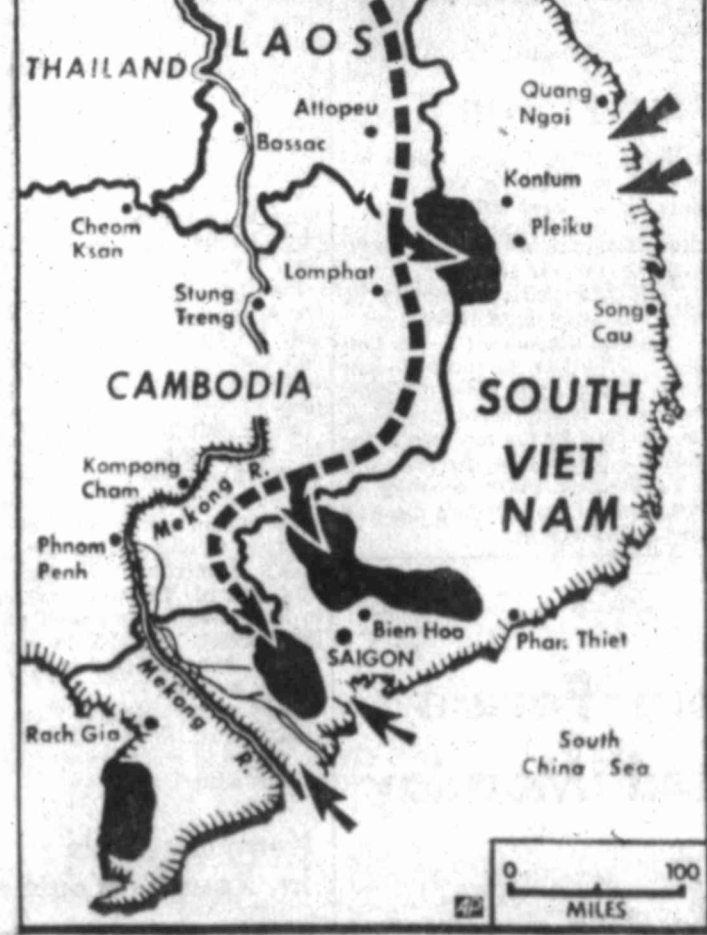 LAOS
THAILAND
Attopeu
Bassac
Quang
Ngai
Kontum
Pleiku
Cheom
Ksan
Lomphat
Stung
Treng
Song
Cau
CAMBODIA
SOUTH
VIET
NAM
Kompong
Cham
Mekong R.
Phnom
Penh
Bien Hoa
SAIGON
Phan Thiet
Mekong R.
Rach Gia
South
China Sea
0 100
MILES
AP